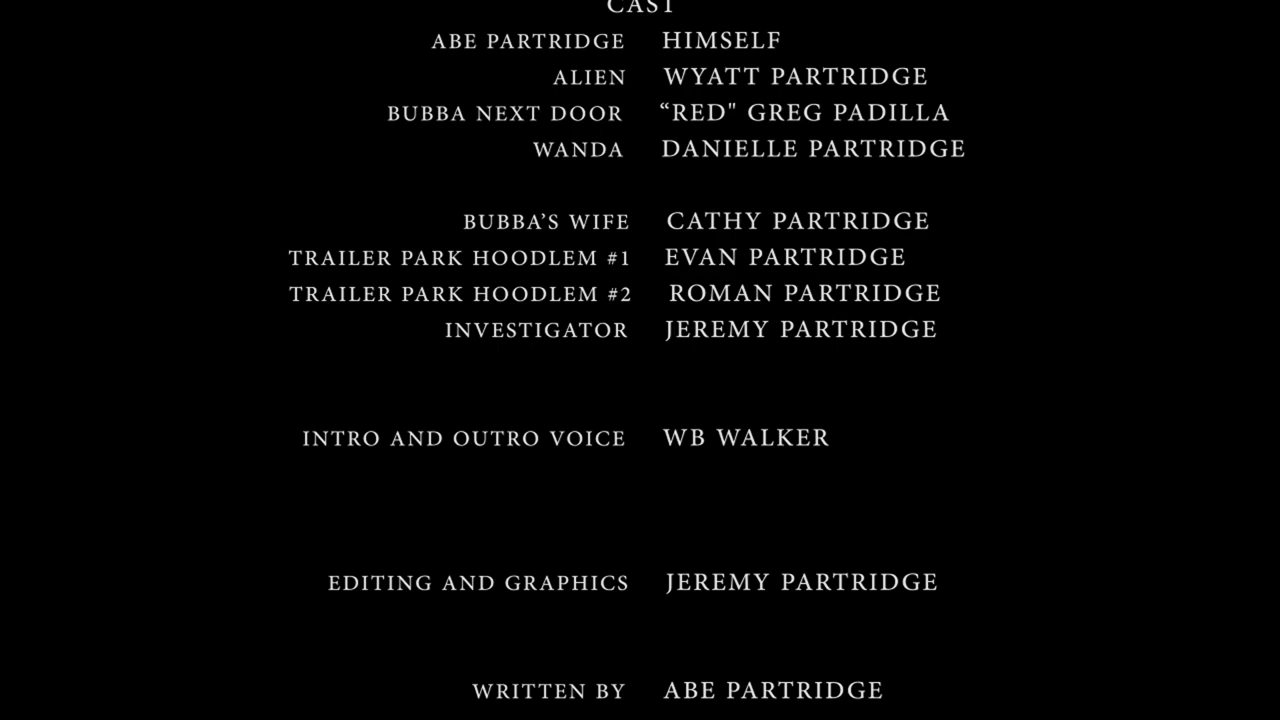 CAST
ABE PARTRIDGE HIMSELF
ALIEN WYATT PARTRIDGE
BUBBA NEXT DOOR “RED" GREG PADILLA
WANDA DANIELLE PARTRIDGE
BUBBA’S WIFE CATHY PARTRIDGE
TRAILER PARK HOODLEM #1 EVAN PARTRIDGE
TRAILER PARK HOODLEM #2 ROMAN PARTRIDGE
INVESTIGATOR JEREMY PARTRIDGE
INTRO AND OUTRO VOICE WB WALKER
EDITING AND GRAPHICS JEREMY PARTRIDGE
WRITTEN BY ABE PARTRIDGE